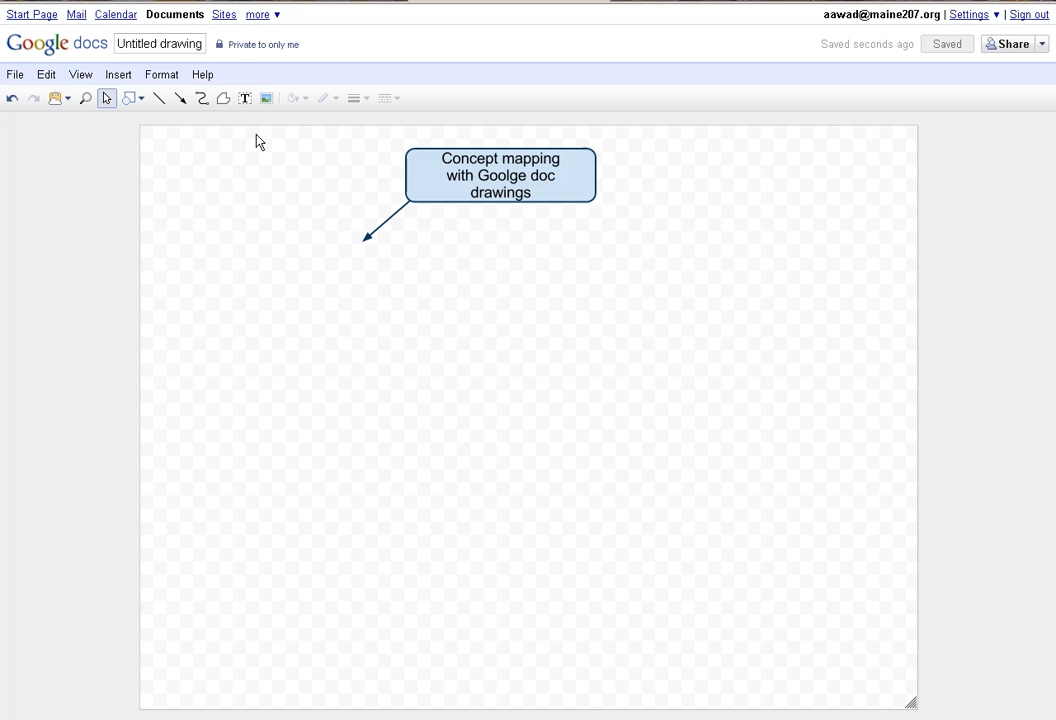 Start Page Mail Calendar Documents Sites more ▼ aawad@maine207.org | Settings ▼ | Sign out
Google docs Untitled drawing Private to only me Saved seconds ago Saved Share
File Edit View Insert Format Help
T
Concept mapping
with Goolge doc
drawings